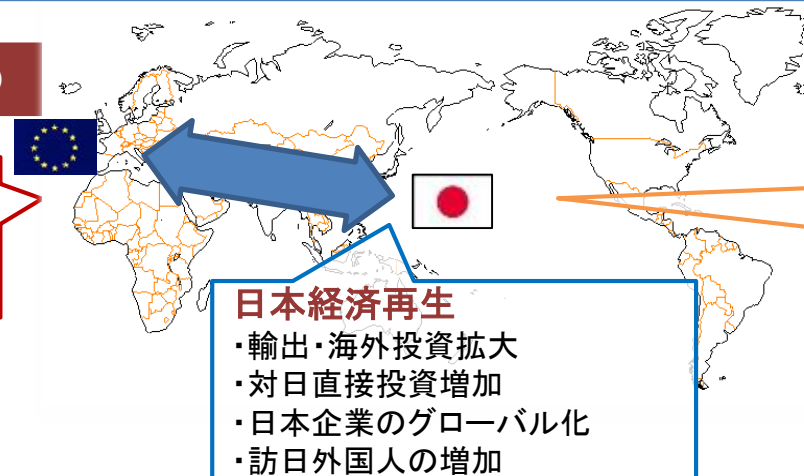 日本経済再生
・輸出・海外投資拡大
・対日直接投資増加
・日本企業のグローバル化
・訪日外国人の増加